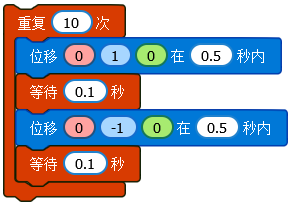 重复 10 次
位移 0 1 0 在 0.5 秒内
等待 0.1 秒
位移 0 -1 0 在 0.5 秒内
等待 0.1 秒